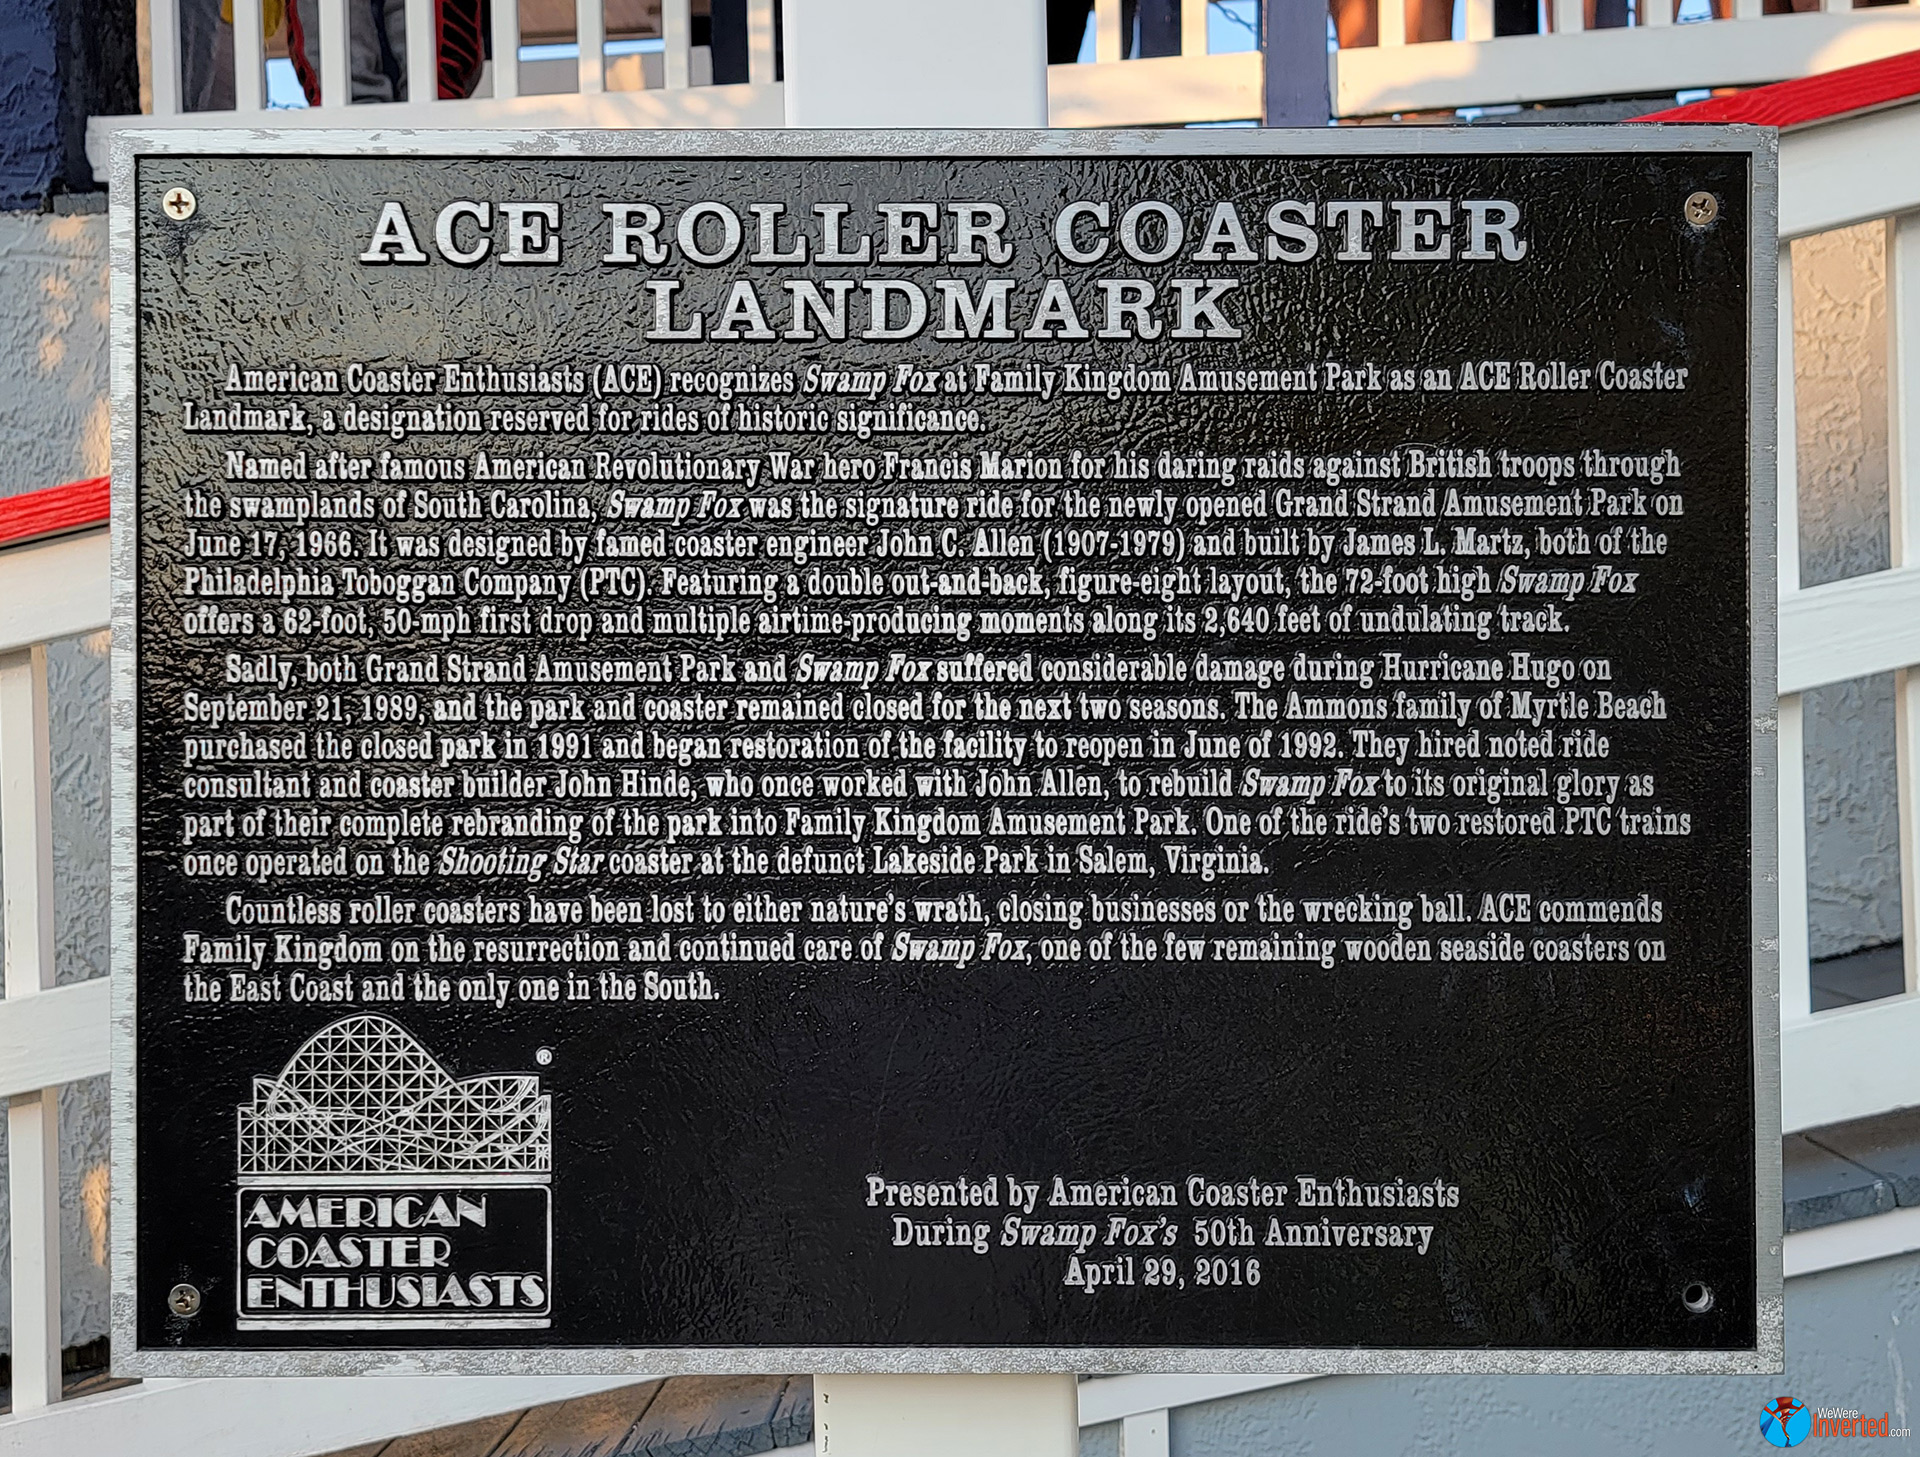 ACE ROLLER COASTER
LANDMARK
American Coaster Enthusiasts (ACE) recognizes Swamp Fox at Family Kingdom Amusement Park as an ACE Roller Coaster
Landmark, a designation reserved for rides of historic significance.
Named after famous American Revolutionary War hero Francis Marion for his daring raids against British troops through
the swamplands of South Carolina, Swamp Fox was the signature ride for the newly opened Grand Strand Amusement Park on
June 17, 1966. It was designed by famed coaster engineer John C. Allen (1907-1979) and built by James L. Martz, both of the
Philadelphia Toboggan Company (PTC). Featuring a double out-and-back, figure-eight layout, the 72-foot high Swamp Fox
offers a 62-foot, 50-mph first drop and multiple airtime-producing moments along its 2,640 feet of undulating track.
Sadly, both Grand Strand Amusement Park and Swamp Fox suffered considerable damage during Hurricane Hugo on
September 21, 1989, and the park and coaster remained closed for the next two seasons. The Ammons family of Myrtle Beach
purchased the closed park in 1991 and began restoration of the facility to reopen in June of 1992. They hired noted ride
consultant and coaster builder John Hinde, who once worked with John Allen, to rebuild Swamp Fox to its original glory as
part of their complete rebranding of the park into Family Kingdom Amusement Park. One of the ride's two restored PTC trains
once operated on the Shooting Star coaster at the defunct Lakeside Park in Salem, Virginia.
Countless roller coasters have been lost to either nature's wrath, closing businesses or the wrecking ball. ACE commends
Family Kingdom on the resurrection and continued care of Swamp Fox, one of the few remaining wooden seaside coasters on
the East Coast and the only one in the South.
®
AMERICAN
COASTER
ENTHUSIASTS
Presented by American Coaster Enthusiasts
During Swamp Fox's 50th Anniversary
April 29, 2016
WeWere
Inverted.com